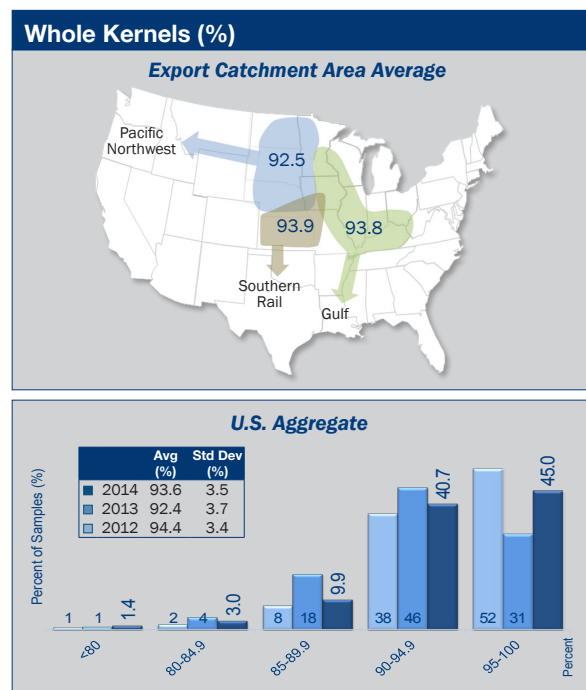 Whole Kernels (%)
Export Catchment Area Average
Pacific
Northwest
92.5
93.9
93.8
Southern
Rail
Gulf
U.S. Aggregate
Avg Std Dev
(%) (%)
2014 93.6 3.5
2013 92.4 3.7
2012 94.4 3.4
Percent of Samples (%)
1 1 1.4
2 4 3.0
8 18 9.9
38 46 40.7
52 31 45.0
<80
80-84.9
85-89.9
90-94.9
95-100
Percent